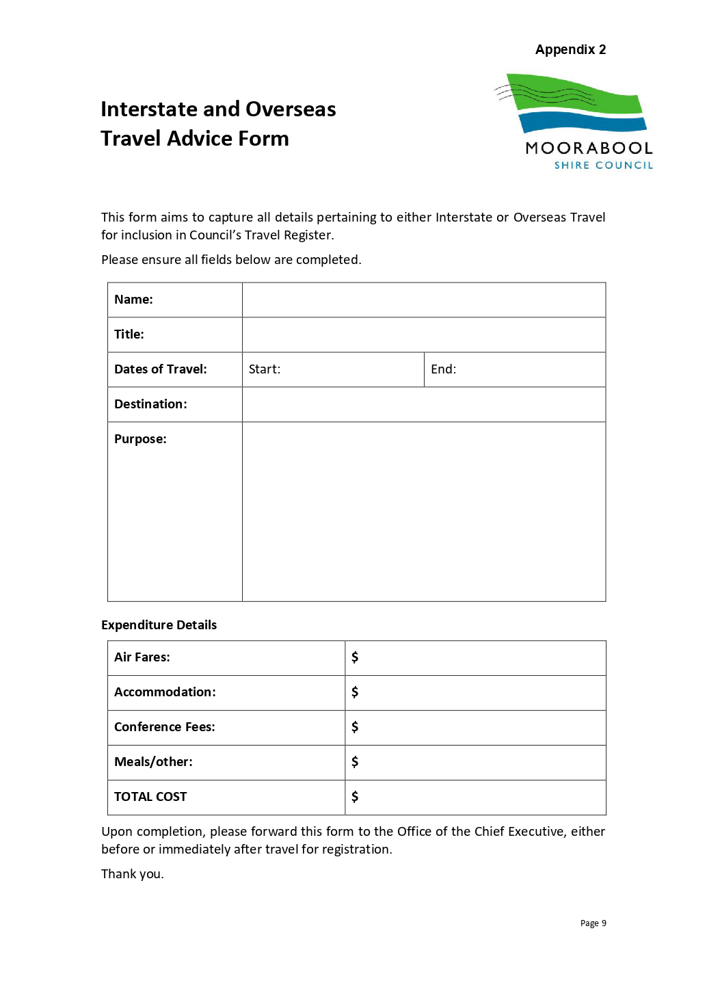 Appendix 2
Interstate and Overseas
Travel Advice Form
MOORABOOL
SHIRE COUNCIL
This form aims to capture all details pertaining to either Interstate or Overseas Travel
for inclusion in Council’s Travel Register.
Please ensure all fields below are completed.
Name:
Title:
Dates of Travel: Start: End:
Destination:
Purpose:
Expenditure Details
Air Fares: $
Accommodation: $
Conference Fees: $
Meals/other: $
TOTAL COST $
Upon completion, please forward this form to the Office of the Chief Executive, either
before or immediately after travel for registration.
Thank you.
Page 9